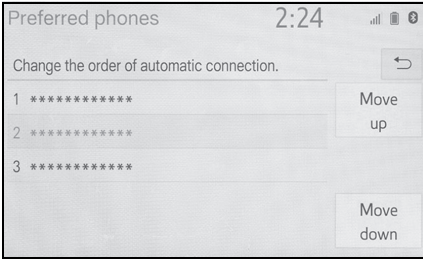 Preferred phones 2:24
Change the order of automatic connection.
1 ************
2 ************
3 ************
Move
up
Move
down